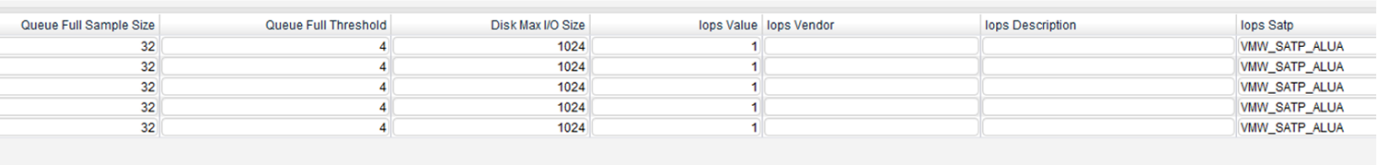 Queue Full Sample Size Queue Full Threshold Disk Max I/O Size Iops Value Iops Vendor Iops Description Iops Satp
32 4 1024 1 VMW_SATP_ALUA
32 4 1024 1 VMW_SATP_ALUA
32 4 1024 1 VMW_SATP_ALUA
32 4 1024 1 VMW_SATP_ALUA
32 4 1024 1 VMW_SATP_ALUA